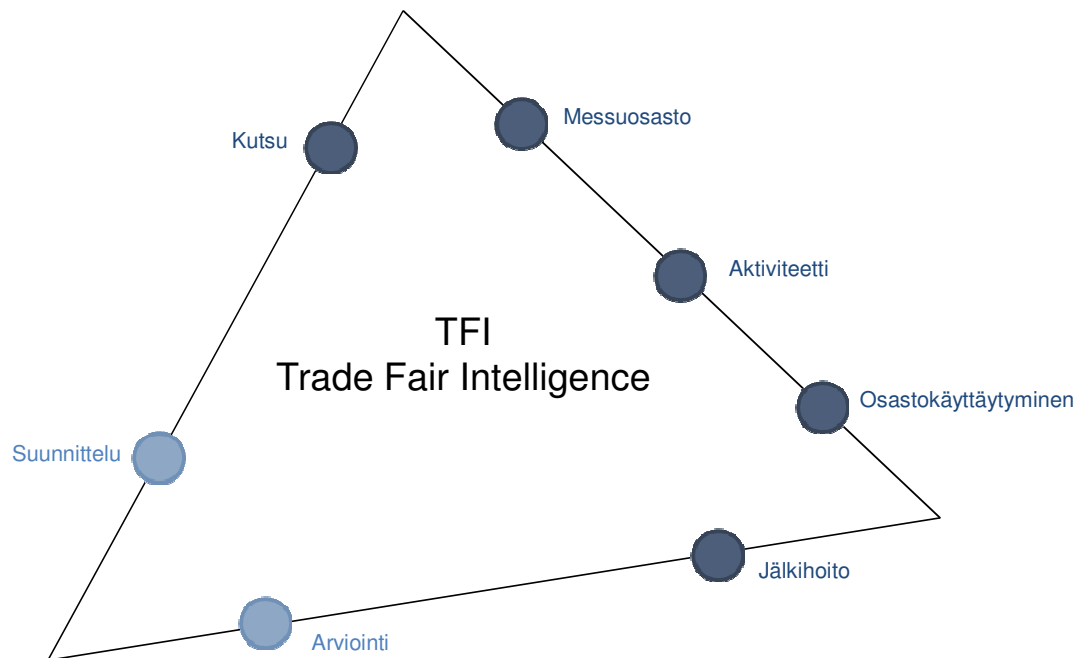 Messuosasto
Kutsu
Aktiviteetti
TFI
Trade Fair Intelligence
Osastokäyttäytyminen
Suunnittelu
Jälkihoito
Arviointi